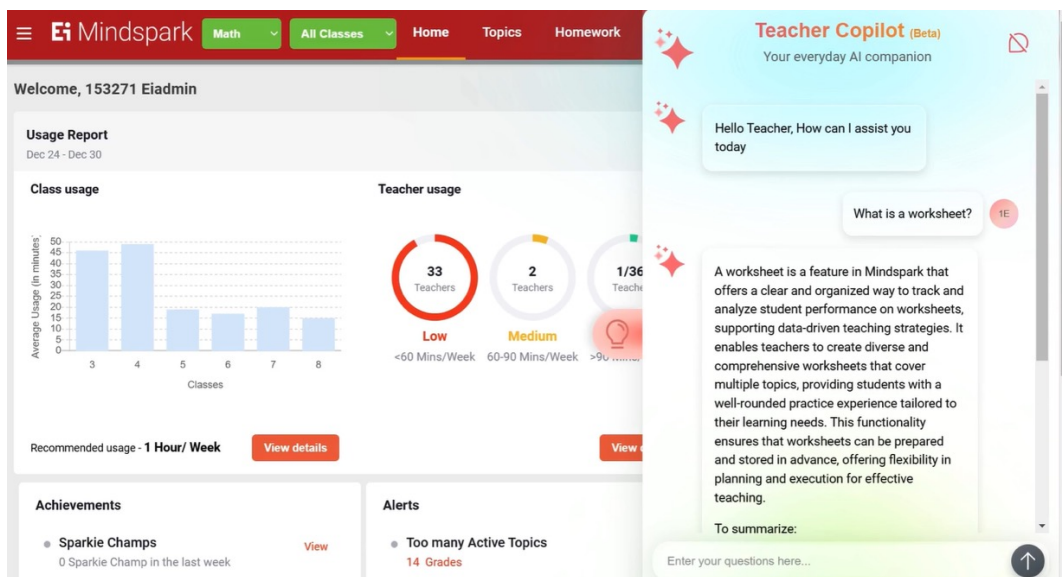 Ei Mindspark
Math
All Classes
Home
Topics
Homework
Welcome, 153271 Eiadmin
Usage Report
Dec 24 - Dec 30
Class usage
Average Usage (in minutes)
50
45
40
35
30
25
20
15
10
5
0
3 4 5 6 7 8
Classes
Recommended usage - 1 Hour/ Week
View details
Teacher usage
33
Teachers
Low
<60 Mins/Week
2
Teachers
Medium
60-90 Mins/Week
1/36
Teache
View
Achievements
Sparkie Champs
0 Sparkie Champ in the last week
View
Alerts
Too many Active Topics
14 Grades
Teacher Copilot (Beta)
Your everyday AI companion
Hello Teacher, How can I assist you
today
What is a worksheet?
1E
A worksheet is a feature in Mindspark that
offers a clear and organized way to track and
analyze student performance on worksheets,
supporting data-driven teaching strategies. It
enables teachers to create diverse and
comprehensive worksheets that cover
multiple topics, providing students with a
well-rounded practice experience tailored to
their learning needs. This functionality
ensures that worksheets can be prepared
and stored in advance, offering flexibility in
planning and execution for effective
teaching.
To summarize:
Enter your questions here...